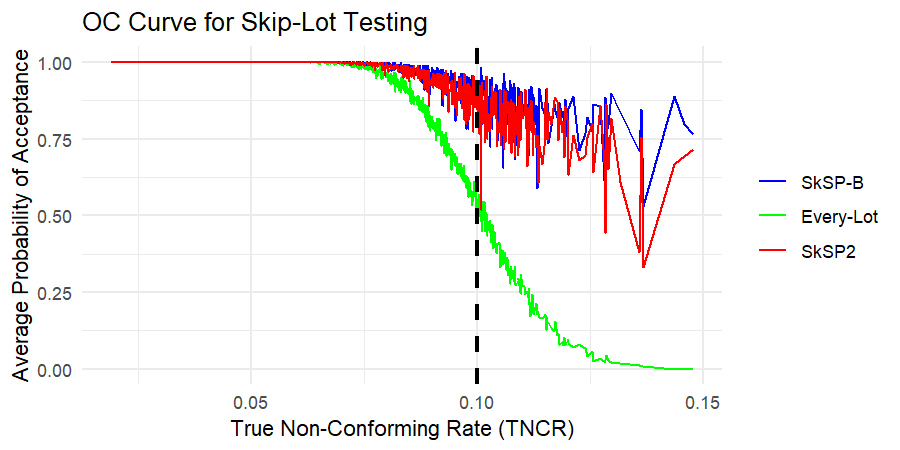 OC Curve for Skip-Lot Testing
Average Probability of Acceptance
1.00
0.75
0.50
0.25
0.00
0.05
0.10
0.15
True Non-Conforming Rate (TNCR)
SkSP-B
Every-Lot
SkSP2